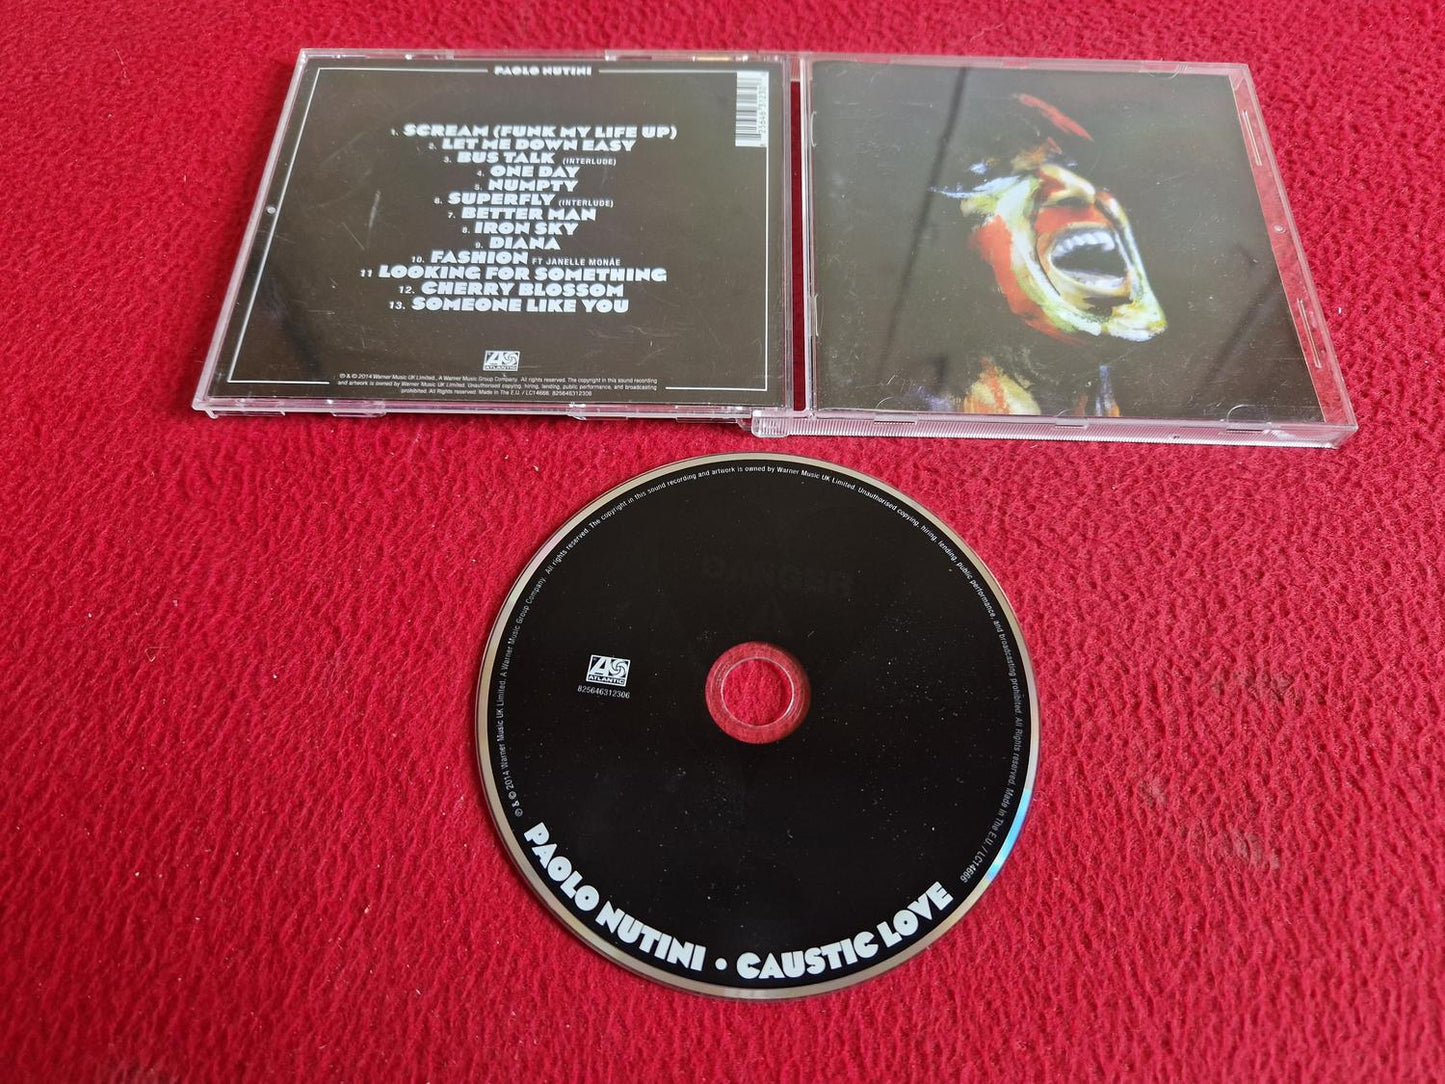 PAOLO NUTINI
1. SCREAM (FUNK MY LIFE UP)
2. LET ME DOWN EASY
3. BUS TALK (INTERLUDE)
4. ONE DAY
5. NUMPTY
6. SUPERFLY (INTERLUDE)
7. BETTER MAN
8. IRON SKY
9. DIANA
10. FASHION FT JANELLE MONÁE
11 LOOKING FOR SOMETHING
12. CHERRY BLOSSOM
13. SOMEONE LIKE YOU
ATLANTIC
℗ & © 2014 Warner Music UK Limited., A Warner Music Group Company. All rights reserved. The copyright in this sound recording
and artwork is owned by Warner Music UK Limited. Unauthorised copying, hiring, lending, public performance, and broadcasting
prohibited. All Rights reserved. Made in The E.U. / LC14666 825646312306
ATLANTIC
825646312306
℗ & © 2014 Warner Music UK Limited. A Warner Music Group Company. All rights reserved. The copyright in this sound recording and artwork is owned by Warner Music UK Limited. Unauthorised copying, hiring, lending, public performance, and broadcasting prohibited. All Rights reserved. Made in The E.U. / LC14666
PAOLO NUTINI • CAUSTIC LOVE